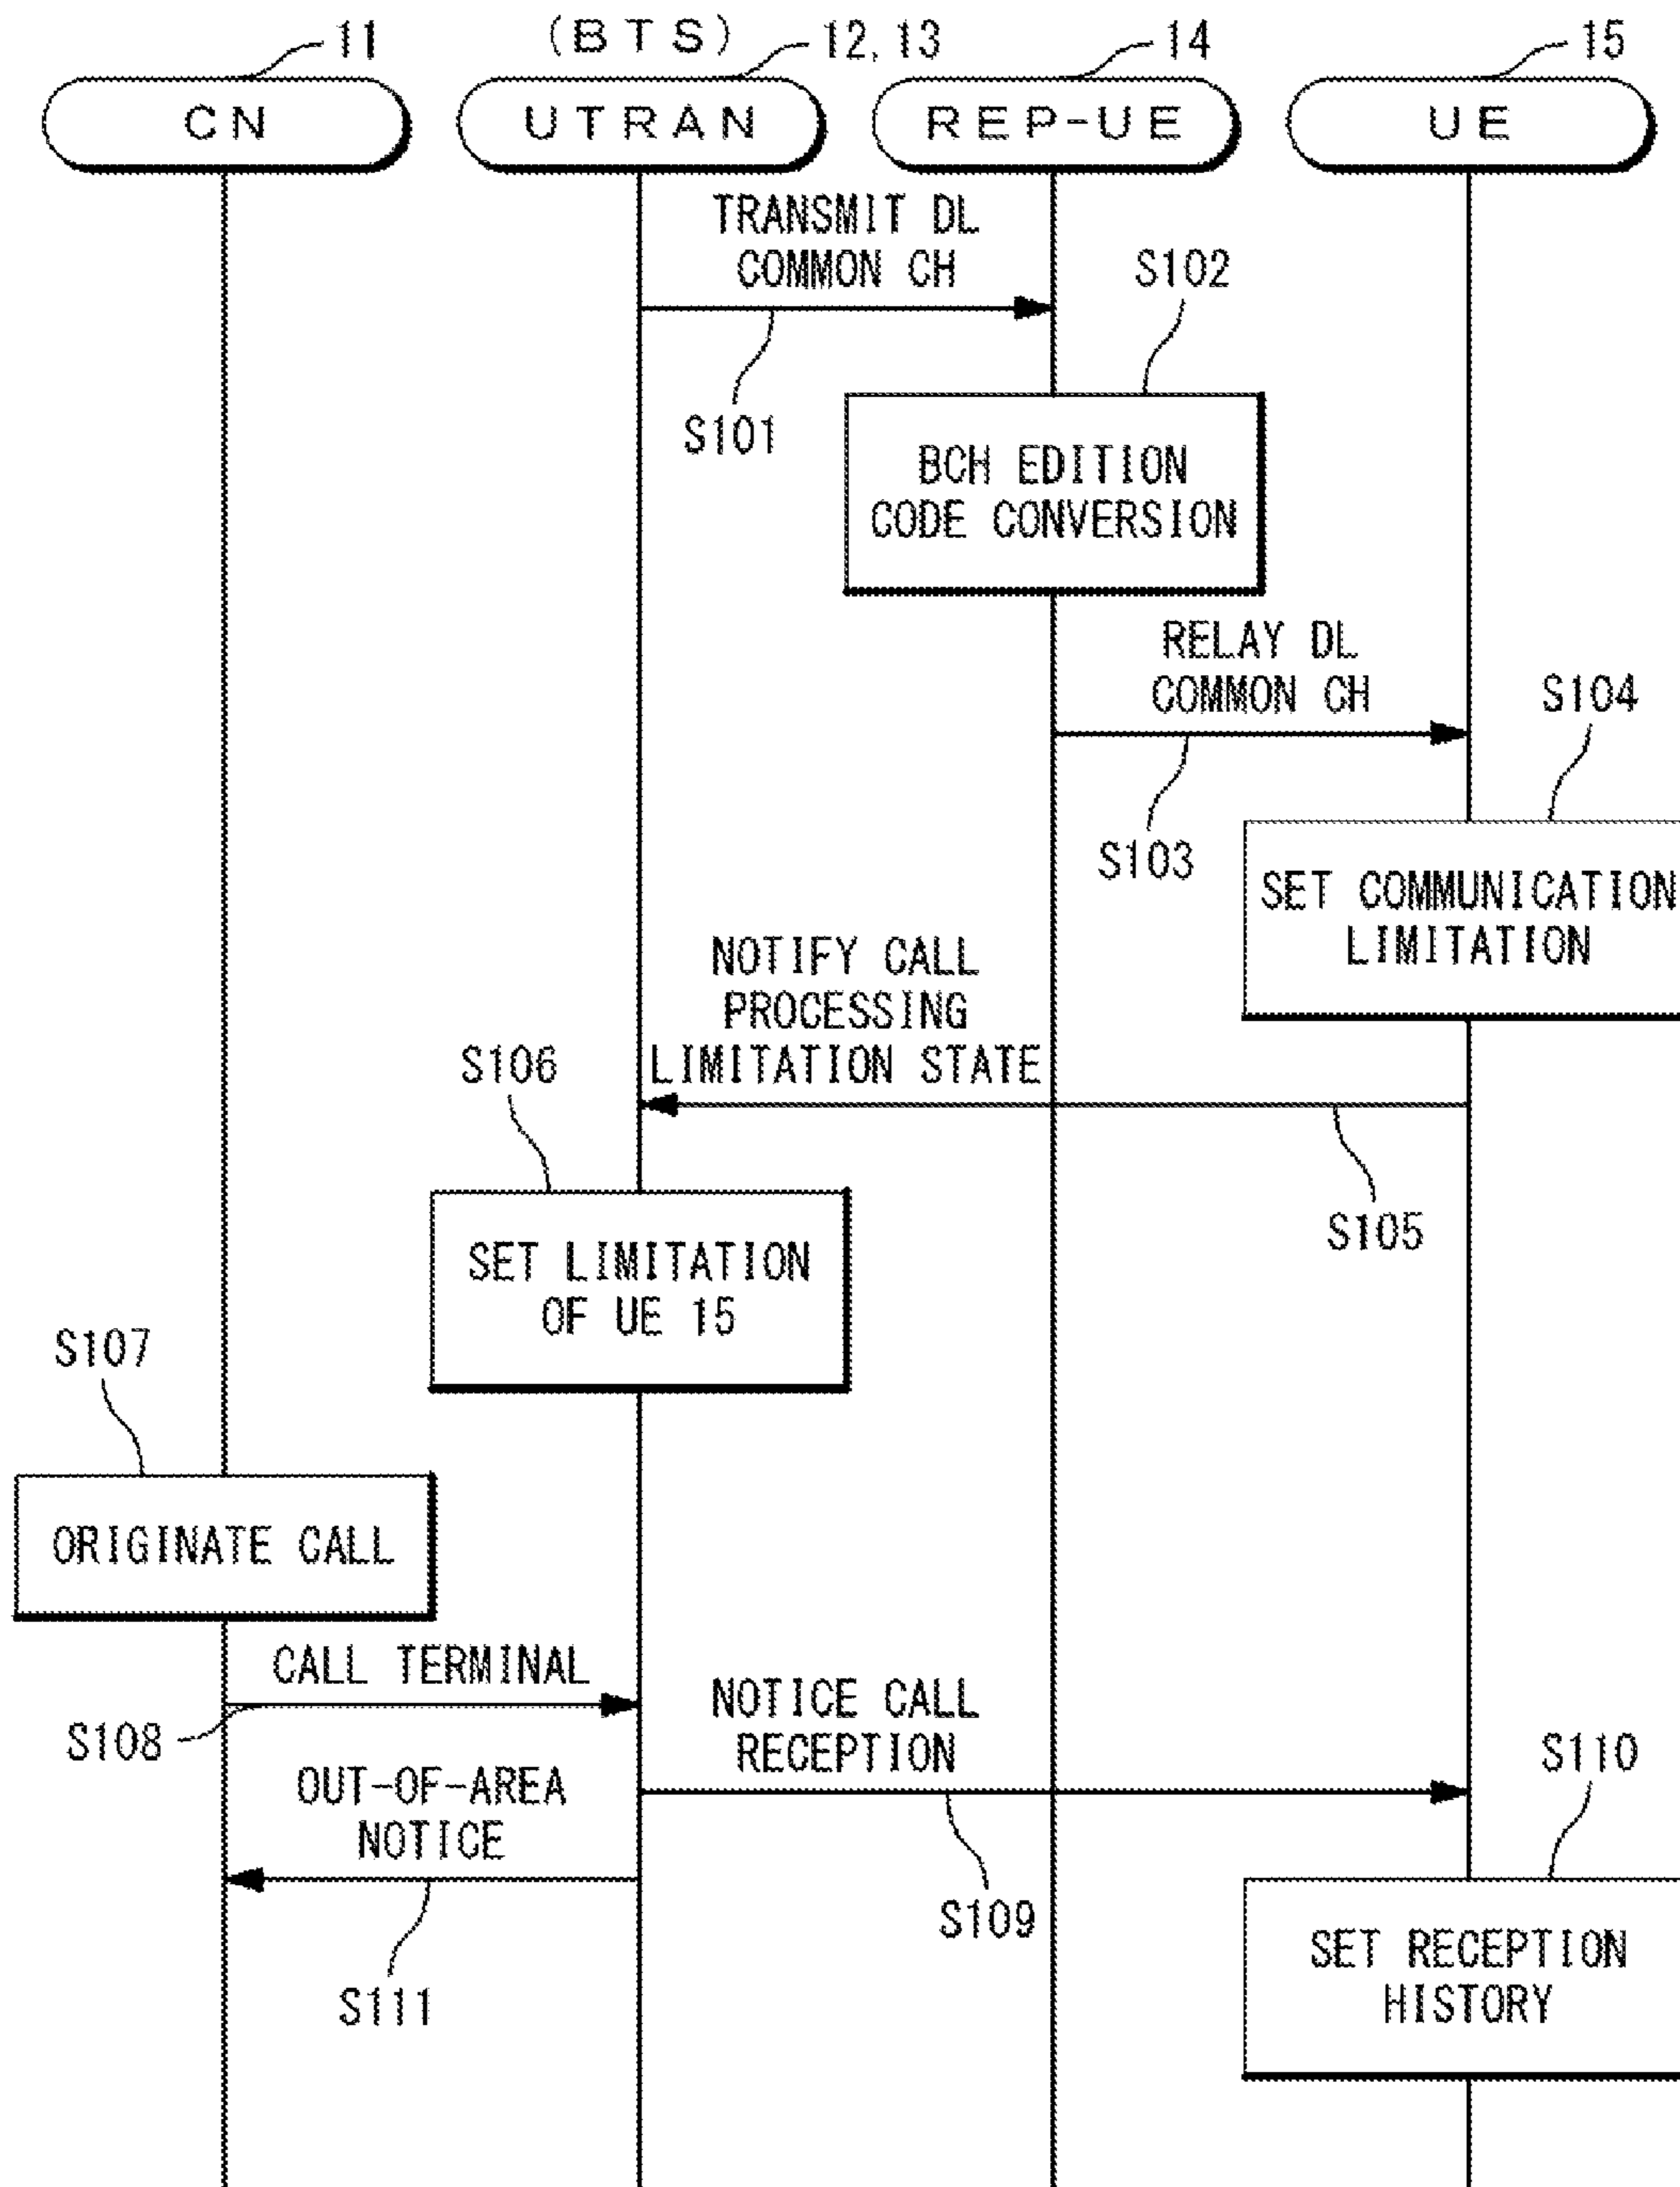 11
(BTS)
12, 13
14
15
CN
UTRAN
REP-UE
UE
TRANSMIT DL
COMMON CH
S102
S101
BCH EDITION
CODE CONVERSION
RELAY DL
COMMON CH
S104
S103
SET COMMUNICATION
LIMITATION
NOTIFY CALL
PROCESSING
LIMITATION STATE
S106
S105
SET LIMITATION
OF UE 15
S107
ORIGINATE CALL
CALL TERMINAL
S108
NOTICE CALL
RECEPTION
S110
OUT-OF-AREA
NOTICE
S109
S111
SET RECEPTION
HISTORY